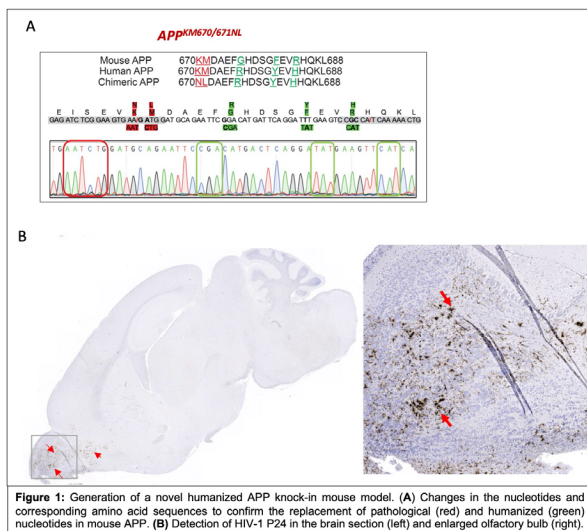 A
APP^KM670/671NL
Mouse APP 670KMDAEFGHDSGFEVRHQKL688
Human APP 670KMDAEFRHDSGYEVHHQKL688
Chimeric APP 670NLDAEFRHDSGYEVHHQKL688
N L R Y H
E I S E V K M D A E F G H D S G F E V R H Q K L
GAG ATC TCG GAA GTG AAG ATG GAT GCA GAA TTC GGA CAT GAT TCA GGA TTT GAA GTC CGC CAT CAA AAA CTG
AAT CTG CGA TAT CAT
TGAATCTGGATGCAGAATTCCGACATGACTCAGGATATGAAGTTCATCA
B
Figure 1: Generation of a novel humanized APP knock-in mouse model. (A) Changes in the nucleotides and
corresponding amino acid sequences to confirm the replacement of pathological (red) and humanized (green)
nucleotides in mouse APP. (B) Detection of HIV-1 P24 in the brain section (left) and enlarged olfactory bulb (right).